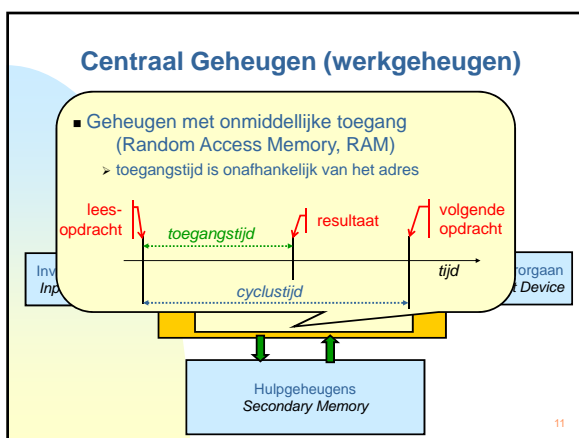 Centraal Geheugen (werkgeheugen)
Geheugen met onmiddellijke toegang
(Random Access Memory, RAM)
toegangstijd is onafhankelijk van het adres
lees-
opdracht
toegangstijd
resultaat
volgende
opdracht
tijd
cyclustijd
Device
Hulpgeheugens
Secondary Memory
11